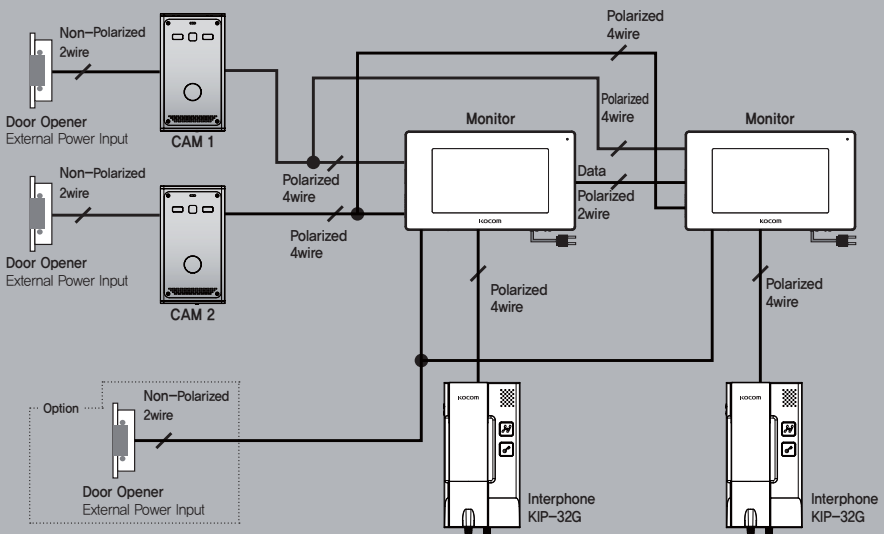 Non-Polarized
2wire
Door Opener
External Power Input
CAM 1
Non-Polarized
2wire
Door Opener
External Power Input
CAM 2
Polarized
4wire
Polarized
4wire
Polarized
4wire
Polarized
4wire
Monitor
KOCOM
Data
Polarized
2wire
Monitor
KOCOM
Polarized
4wire
Polarized
4wire
Option
Non-Polarized
2wire
Door Opener
External Power Input
KOCOM
Interphone
KIP-32G
KOCOM
Interphone
KIP-32G